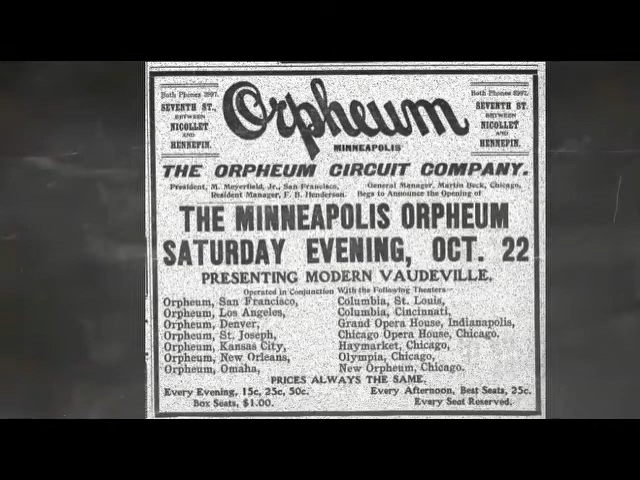 Both Phones 3997.
SEVENTH ST.,
BETWEEN
NICOLLET
AND
HENNEPIN.
Orpheum
MINNEAPOLIS
Both Phones 3997.
SEVENTH ST.
BETWEEN
NICOLLET
AND
HENNEPIN.
THE ORPHEUM CIRCUIT COMPANY.
President, M. Meyerfield, Jr., San Francisco. General Manager, Martin Beck, Chicago,
Resident Manager, F. B. Henderson. Begs to Announce the Opening of
THE MINNEAPOLIS ORPHEUM
SATURDAY EVENING, OCT. 22
PRESENTING MODERN VAUDEVILLE.
Operated in Conjunction With the Following Theaters—
Orpheum, San Francisco, Columbia, St. Louis,
Orpheum, Los Angeles, Columbia, Cincinnati,
Orpheum, Denver, Grand Opera House, Indianapolis,
Orpheum, St. Joseph, Chicago Opera House, Chicago.
Orpheum, Kansas City, Haymarket, Chicago,
Orpheum, New Orleans, Olympia, Chicago,
Orpheum, Omaha, New Orpheum, Chicago.
PRICES ALWAYS THE SAME.
Every Evening, 15c, 25c, 50c. Every Afternoon, Best Seats, 25c.
Box Seats, $1.00. Every Seat Reserved.